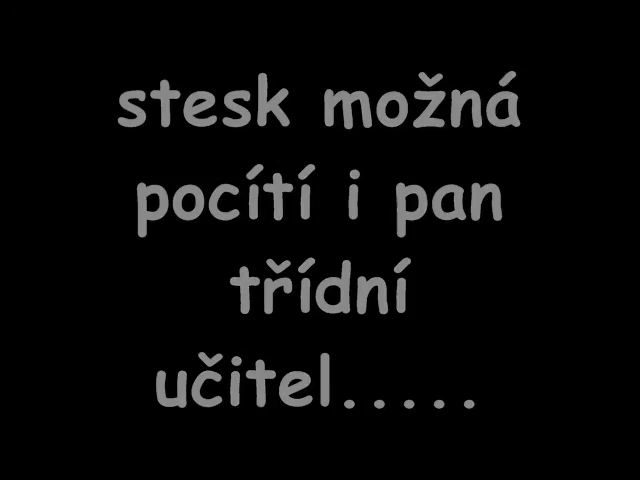 stesk možná
pocítí i pan
třídní
učitel.....